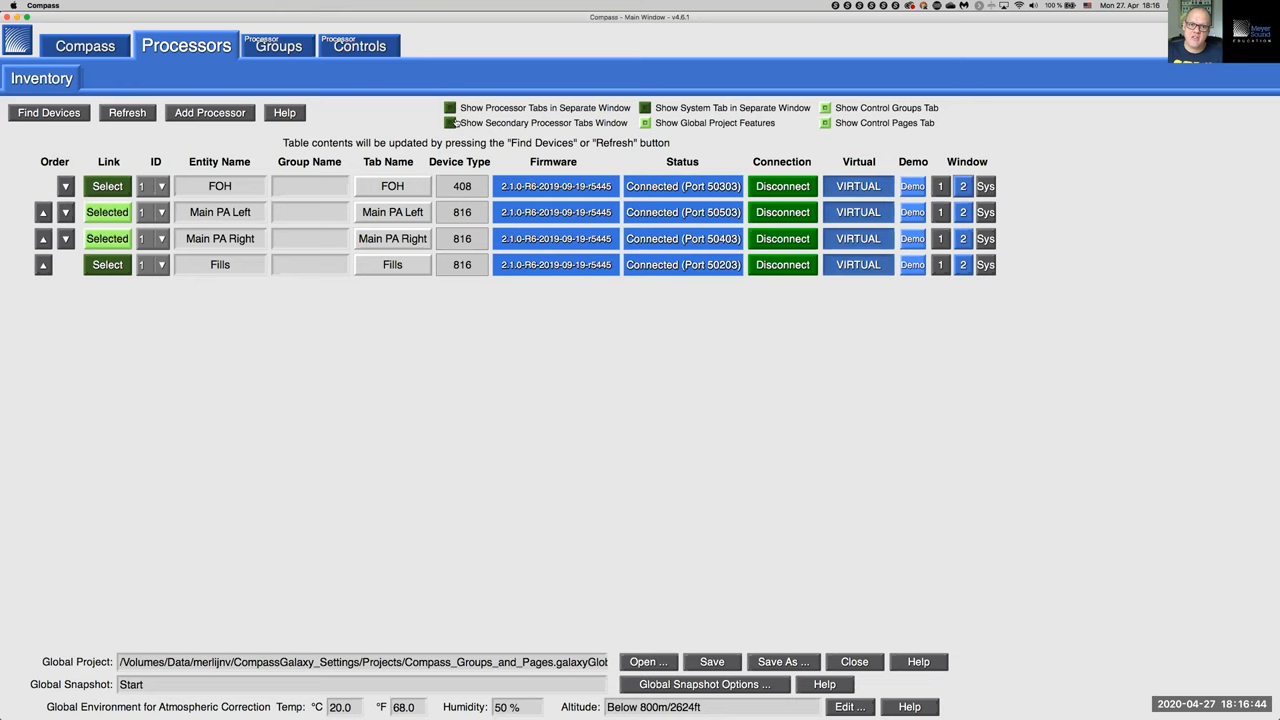 Compass
100 %
Mon 27. Apr 18:16
Compass - Main Window - v4.6.1
Compass
Processors
Processor
Groups
Processor
Controls
Meyer
Sound
EDUCATION
Inventory
Find Devices
Refresh
Add Processor
Help
Show Processor Tabs in Separate Window
Show System Tab in Separate Window
Show Control Groups Tab
Show Secondary Processor Tabs Window
Show Global Project Features
Show Control Pages Tab
Table contents will be updated by pressing the "Find Devices" or "Refresh" button
Order Link ID Entity Name Group Name Tab Name Device Type Firmware Status Connection Virtual Demo Window
▼ Select 1 ▼ FOH FOH 408 2.1.0-R6-2019-09-19-r5445 Connected (Port 50303) Disconnect VIRTUAL Demo 1 2 Sys
▲ ▼ Selected 1 ▼ Main PA Left Main PA Left 816 2.1.0-R6-2019-09-19-r5445 Connected (Port 50503) Disconnect VIRTUAL Demo 1 2 Sys
▲ ▼ Selected 1 ▼ Main PA Right Main PA Right 816 2.1.0-R6-2019-09-19-r5445 Connected (Port 50403) Disconnect VIRTUAL Demo 1 2 Sys
▲ Select 1 ▼ Fills Fills 816 2.1.0-R6-2019-09-19-r5445 Connected (Port 50203) Disconnect VIRTUAL Demo 1 2 Sys
Global Project: /Volumes/Data/merlijnv/CompassGalaxy_Settings/Projects/Compass_Groups_and_Pages.galaxyGlob Open ... Save Save As ... Close Help
Global Snapshot: Start Global Snapshot Options ... Help
Global Environment for Atmospheric Correction Temp: °C 20.0 °F 68.0 Humidity: 50 % Altitude: Below 800m/2624ft Edit ... Help
2020-04-27 18:16:44